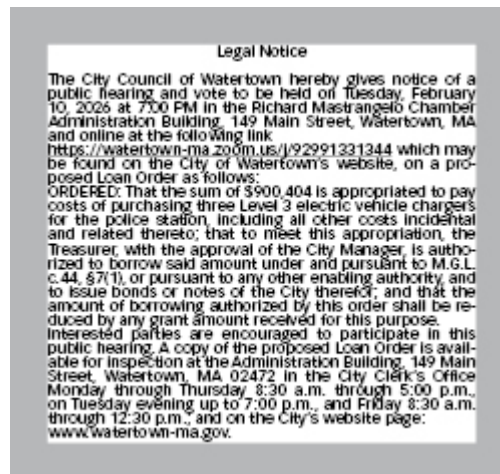 Legal Notice
The City Council of Watertown hereby gives notice of a
public hearing and vote to be held on Tuesday, February
10, 2026 at 7:00 PM in the Richard Mastrangelo Chamber
Administration Building, 149 Main Street, Watertown, MA
and online at the following link
https://watertown-ma.zoom.us/j/92991331344 which may
be found on the City of Watertown's website, on a pro-
posed Loan Order as follows:
ORDERED: That the sum of $900,404 is appropriated to pay
costs of purchasing three Level 3 electric vehicle chargers
for the police station, including all other costs incidental
and related thereto; that to meet this appropriation, the
Treasurer, with the approval of the City Manager, is autho-
rized to borrow said amount under and pursuant to M.G.L.
c.44, §7(1), or pursuant to any other enabling authority, and
to issue bonds or notes of the City therefor; and that the
amount of borrowing authorized by this order shall be re-
duced by any grant amount received for this purpose.
Interested parties are encouraged to participate in this
public hearing. A copy of the proposed Loan Order is avail-
able for inspection at the Administration Building, 149 Main
Street, Watertown, MA 02472 in the City Clerk's Office
Monday through Thursday 8:30 a.m. through 5:00 p.m.,
on Tuesday evening up to 7:00 p.m., and Friday 8:30 a.m.
through 12:30 p.m., and on the City's website page:
www.watertown-ma.gov.